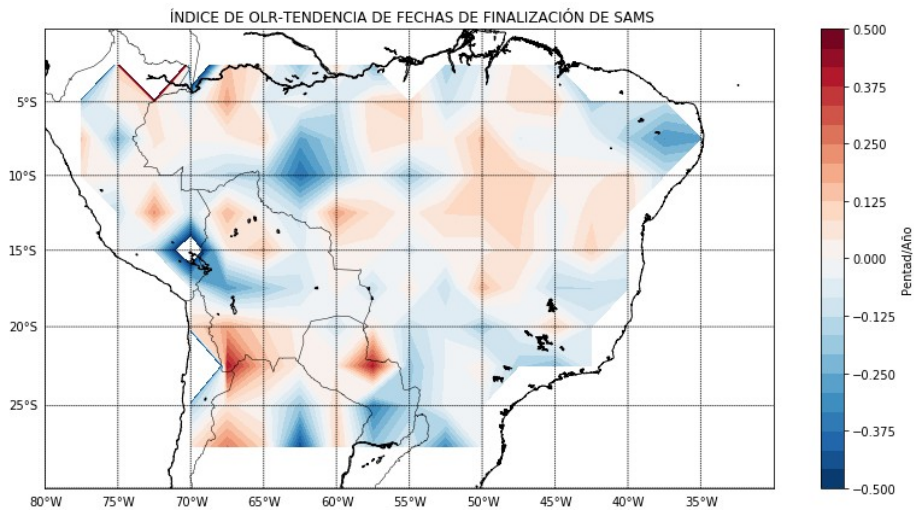 ÍNDICE DE OLR-TENDENCIA DE FECHAS DE FINALIZACIÓN DE SAMS
0.500
0.375
0.250
0.125
0.000
−0.125
−0.250
−0.375
−0.500
Pentad/Año
5°S
10°S
15°S
20°S
25°S
80°W 75°W 70°W 65°W 60°W 55°W 50°W 45°W 40°W 35°W